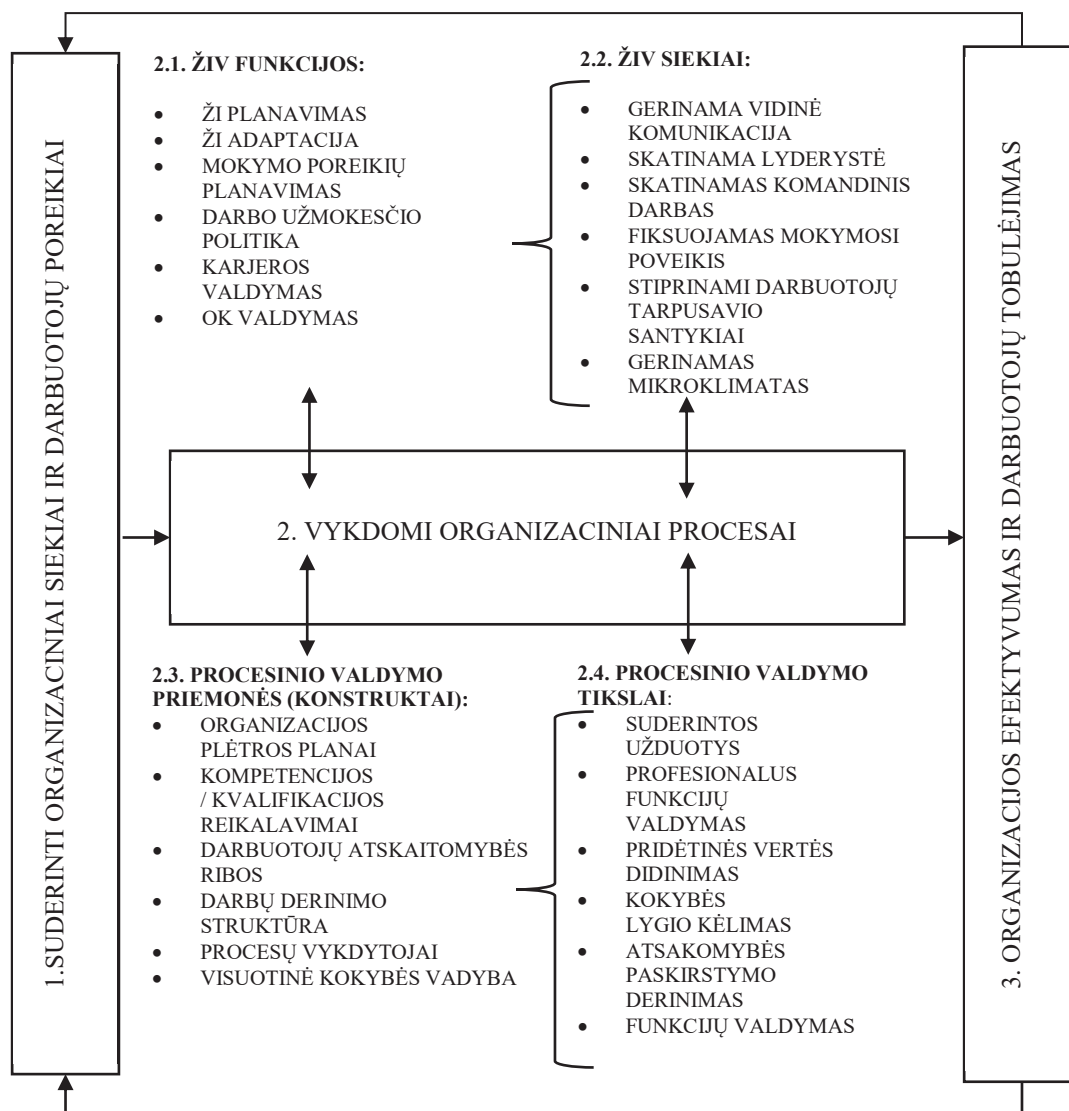 1.SUDERINTI ORGANIZACINIAI SIEKIAI IR DARBUOTOJŲ POREIKIAI
2.1. ŽIV FUNKCIJOS:
• ŽI PLANAVIMAS
• ŽI ADAPTACIJA
• MOKYMO POREIKIŲ
PLANAVIMAS
• DARBO UŽMOKESČIO
POLITIKA
• KARJEROS
VALDYMAS
• OK VALDYMAS
2.2. ŽIV SIEKIAI:
• GERINAMA VIDINĖ
KOMUNIKACIJA
• SKATINAMA LYDERYSTĖ
• SKATINAMAS KOMANDINIS
DARBAS
• FIKSUOJAMAS MOKYMOSI
POVEIKIS
• STIPRINAMI DARBUOTOJŲ
TARPUSAVIO
SANTYKIAI
• GERINAMAS
MIKROKLIMATAS
2. VYKDOMI ORGANIZACINIAI PROCESAI
2.3. PROCESINIO VALDYMO
PRIEMONĖS (KONSTRUKTAI):
• ORGANIZACIJOS
PLĖTROS PLANAI
• KOMPETENCIJOS
/ KVALIFIKACIJOS
REIKALAVIMAI
• DARBUOTOJŲ ATSKAITOMYBĖS
RIBOS
• DARBŲ DERINIMO
STRUKTŪRA
• PROCESŲ VYKDYTOJAI
• VISUOTINĖ KOKYBĖS VADYBA
2.4. PROCESINIO VALDYMO
TIKSLAI:
• SUDERINTOS
UŽDUOTYS
• PROFESIONALUS
FUNKCIJŲ
VALDYMAS
• PRIDĖTINĖS VERTĖS
DIDINIMAS
• KOKYBĖS
LYGIO KĖLIMAS
• ATSAKOMYBĖS
PASKIRSTYMO
DERINIMAS
• FUNKCIJŲ VALDYMAS
3. ORGANIZACIJOS EFEKTYVUMAS IR DARBUOTOJŲ TOBULĖJIMAS